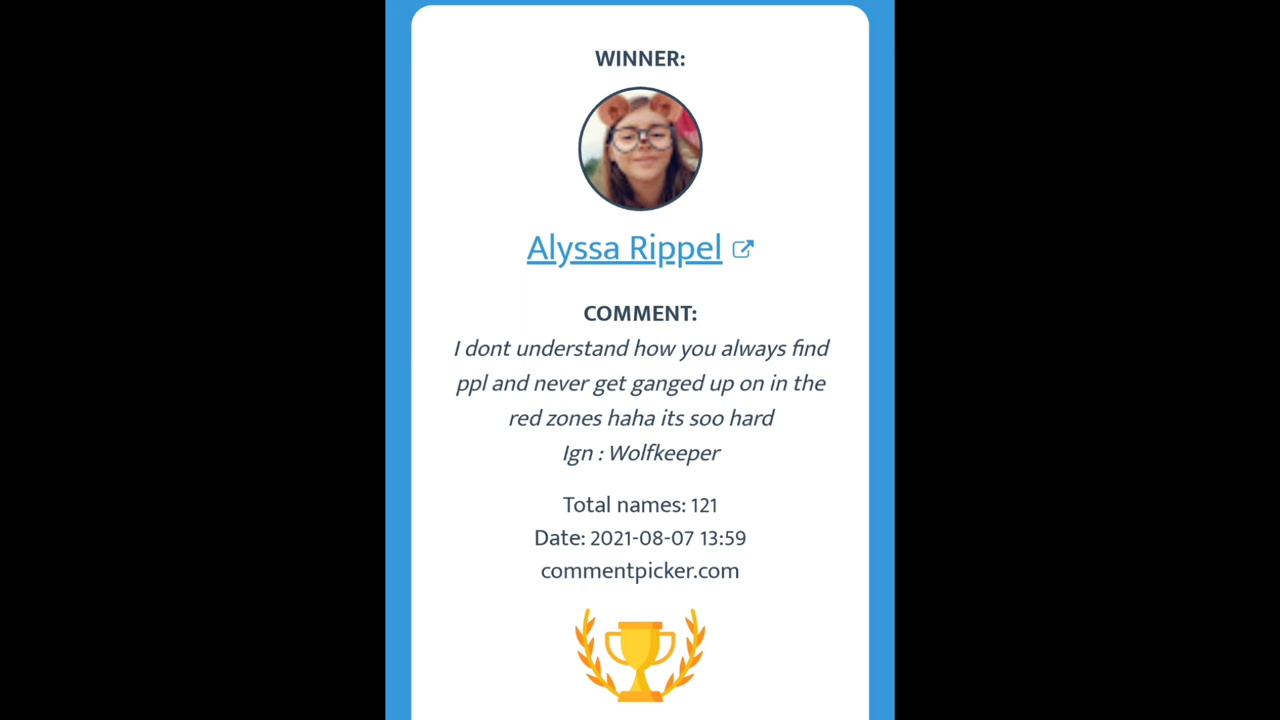 WINNER:
Alyssa Rippel
COMMENT:
I dont understand how you always find
ppl and never get ganged up on in the
red zones haha its soo hard
Ign : Wolfkeeper
Total names: 121
Date: 2021-08-07 13:59
commentpicker.com